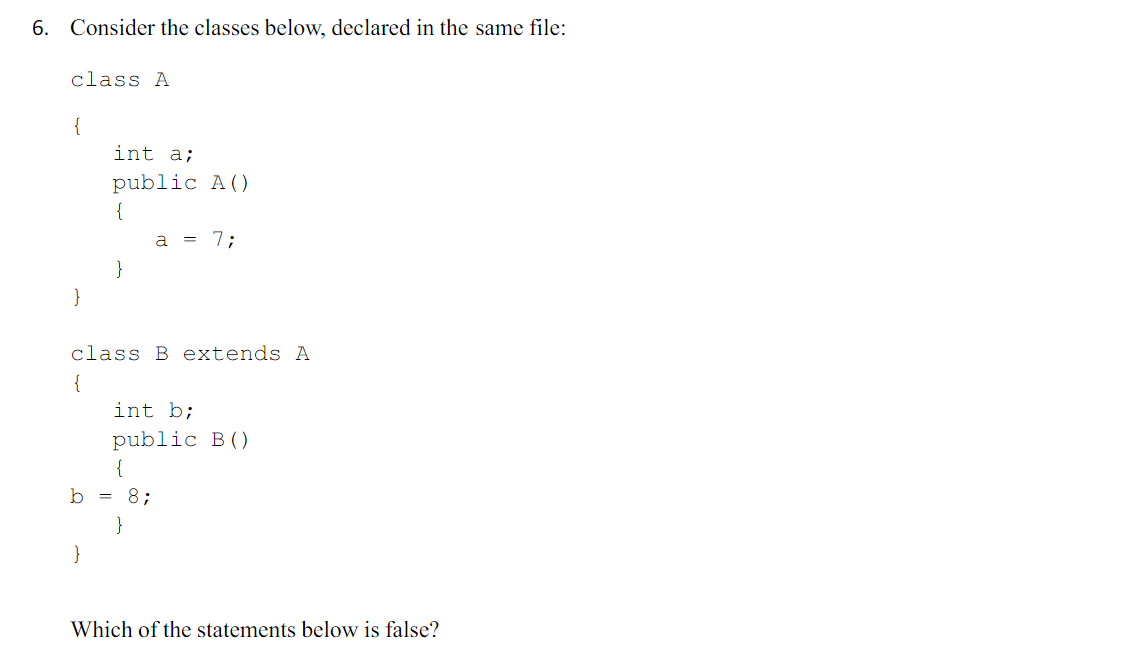 6. Consider the classes below, declared in the same file:
class A
{
int a;
public A()
{
a = 7;
}
}
class B extends A
{
int b;
public B()
{
b = 8;
}
}
Which of the statements below is false?